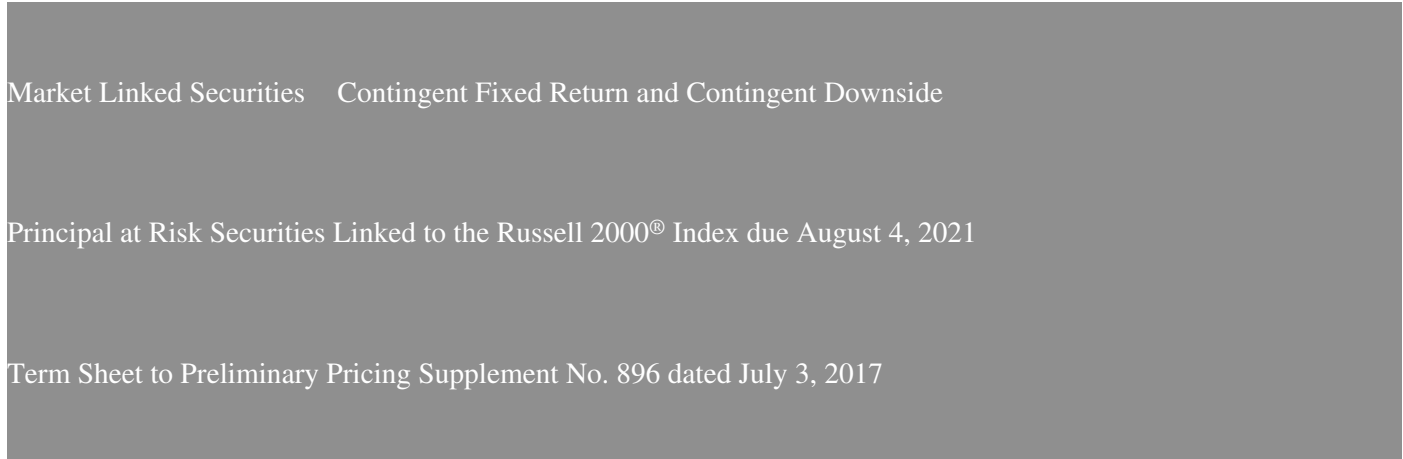 Market Linked Securities    Contingent Fixed Return and Contingent Downside
Principal at Risk Securities Linked to the Russell 2000® Index due August 4, 2021
Term Sheet to Preliminary Pricing Supplement No. 896 dated July 3, 2017